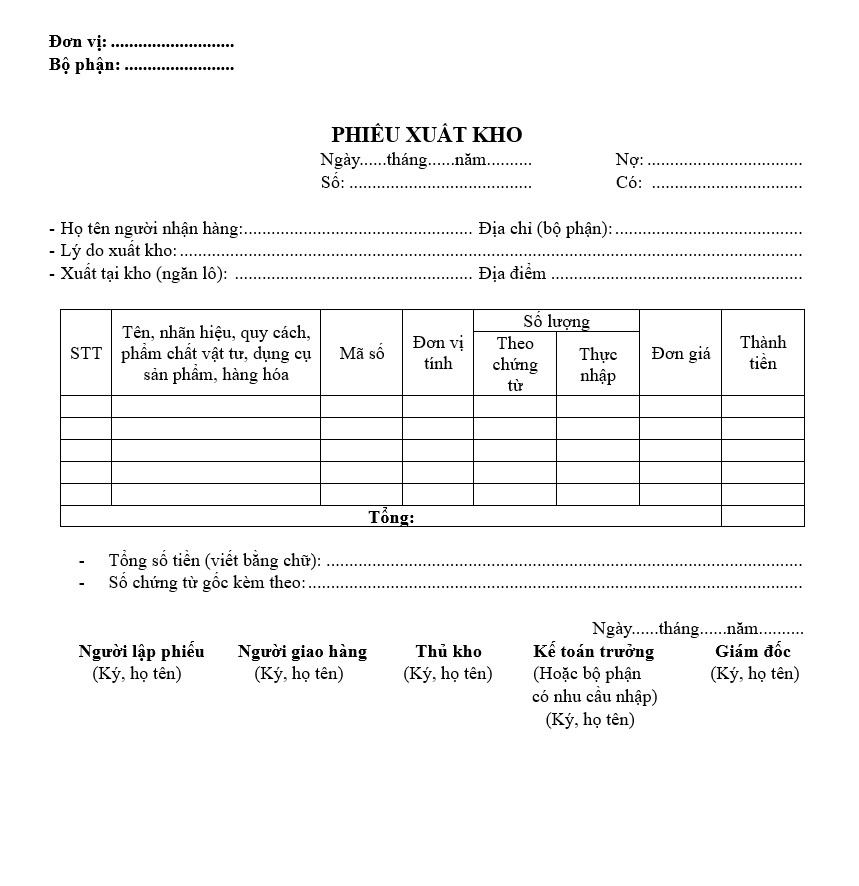 Đơn vị: ...........................
Bộ phận: ........................
PHIẾU XUẤT KHO
Ngày......tháng......năm..........
Nợ: ..................................
Số: ........................................
Có: .................................
- Họ tên người nhận hàng:.................................................. Địa chỉ (bộ phận):.........................................
- Lý do xuất kho:........................................................................................................................................
- Xuất tại kho (ngăn lô): .................................................... Địa điểm .......................................................
Số lượng
Tên, nhãn hiệu, quy cách,
STT phẩm chất vật tư, dụng cụ Mã số
sản phẩm, hàng hóa
Đơn vị
tính
Theo
chứng
từ
Thực
nhập
Đơn giá
Thành
tiền
Tổng:
- Tổng số tiền (viết bằng chữ): ........................................................................................................
- Số chứng từ gốc kèm theo:............................................................................................................
Ngày......tháng......năm..........
Người lập phiếu Người giao hàng Thủ kho Kế toán trưởng Giám đốc
(Ký, họ tên) (Ký, họ tên) (Ký, họ tên) (Hoặc bộ phận (Ký, họ tên)
có nhu cầu nhập)
(Ký, họ tên)